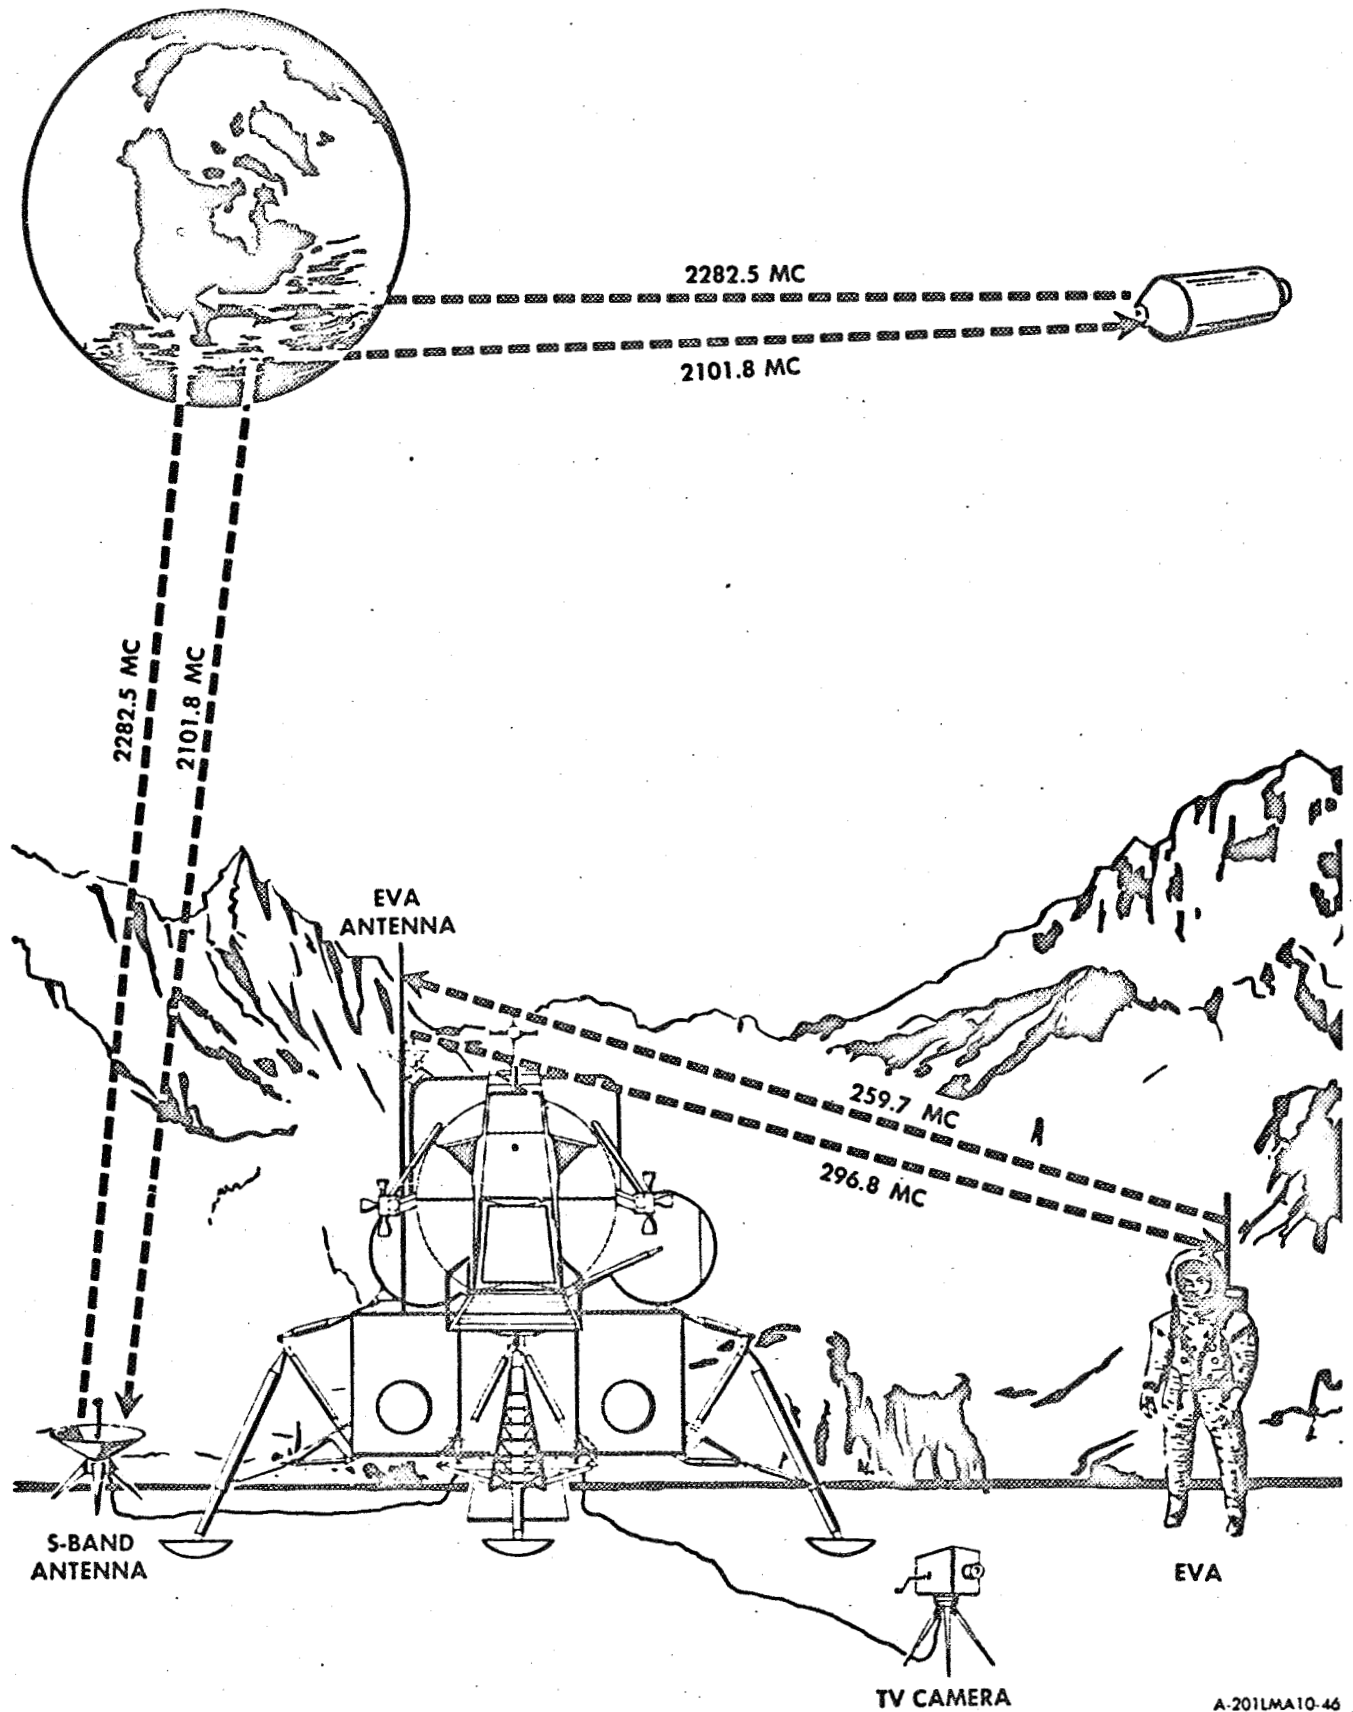 2282.5 MC
2101.8 MC
2282.5 MC
2101.8 MC
EVA
ANTENNA
259.7 MC
296.8 MC
S-BAND
ANTENNA
EVA
TV CAMERA
A-201LMA10-46